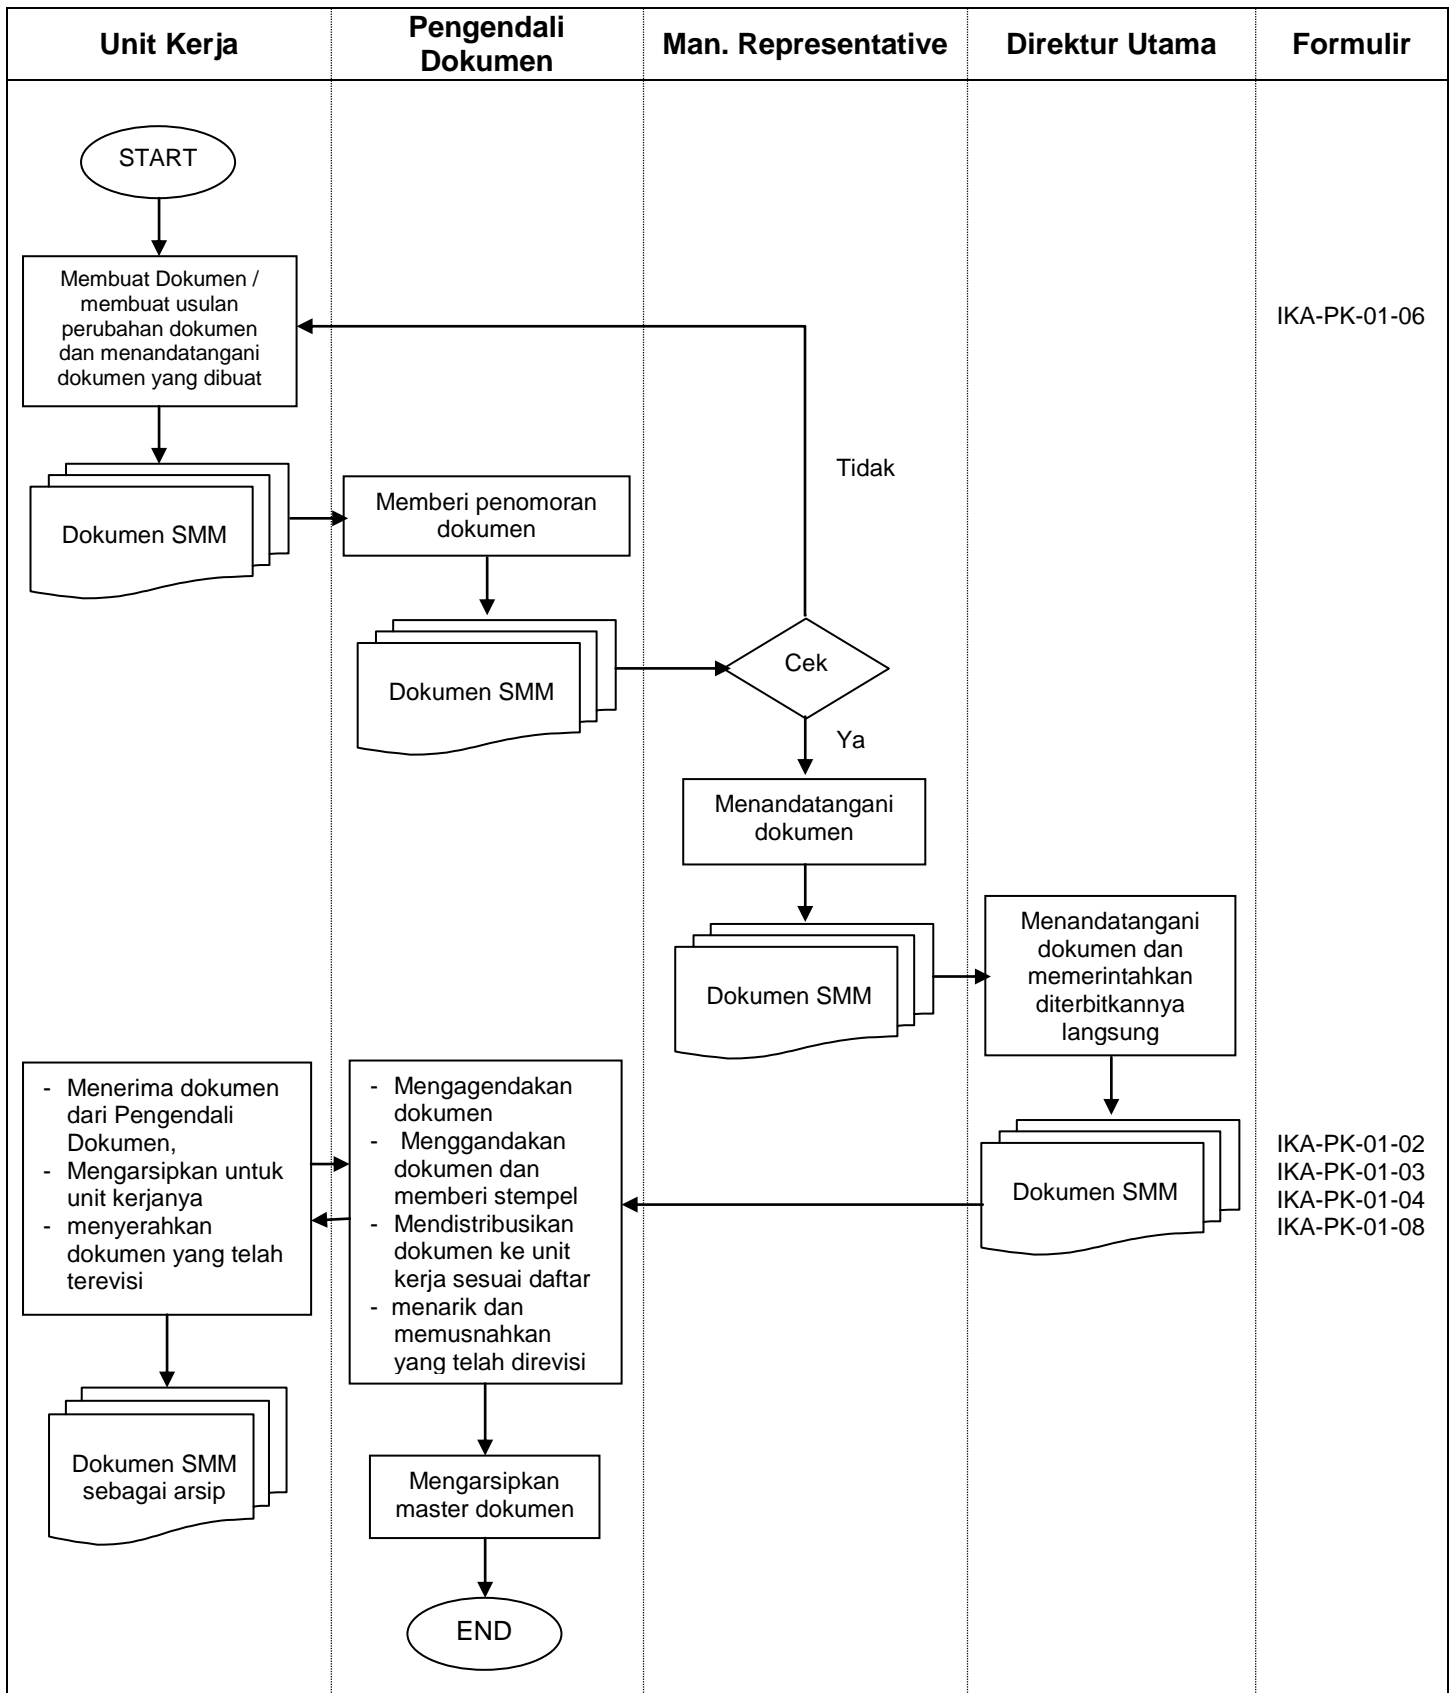 Unit Kerja
Pengendali
Dokumen
Man. Representative
Direktur Utama
Formulir
START
Membuat Dokumen /
membuat usulan
perubahan dokumen
dan menandatangani
dokumen yang dibuat
IKA-PK-01-06
Tidak
Dokumen SMM
Memberi penomoran
dokumen
Dokumen SMM
Cek
Ya
Menandatangani
dokumen
Dokumen SMM
Menandatangani
dokumen dan
memerintahkan
diterbitkannya
langsung
Dokumen SMM
IKA-PK-01-02
IKA-PK-01-03
IKA-PK-01-04
IKA-PK-01-08
- Mengagendakan
dokumen
- Menggandakan
dokumen dan
memberi stempel
- Mendistribusikan
dokumen ke unit
kerja sesuai daftar
- menarik dan
memusnahkan
yang telah direvisi
- Menerima dokumen
dari Pengendali
Dokumen,
- Mengarsipkan untuk
unit kerjanya
- menyerahkan
dokumen yang telah
terevisi
Dokumen SMM
sebagai arsip
Mengarsipkan
master dokumen
END